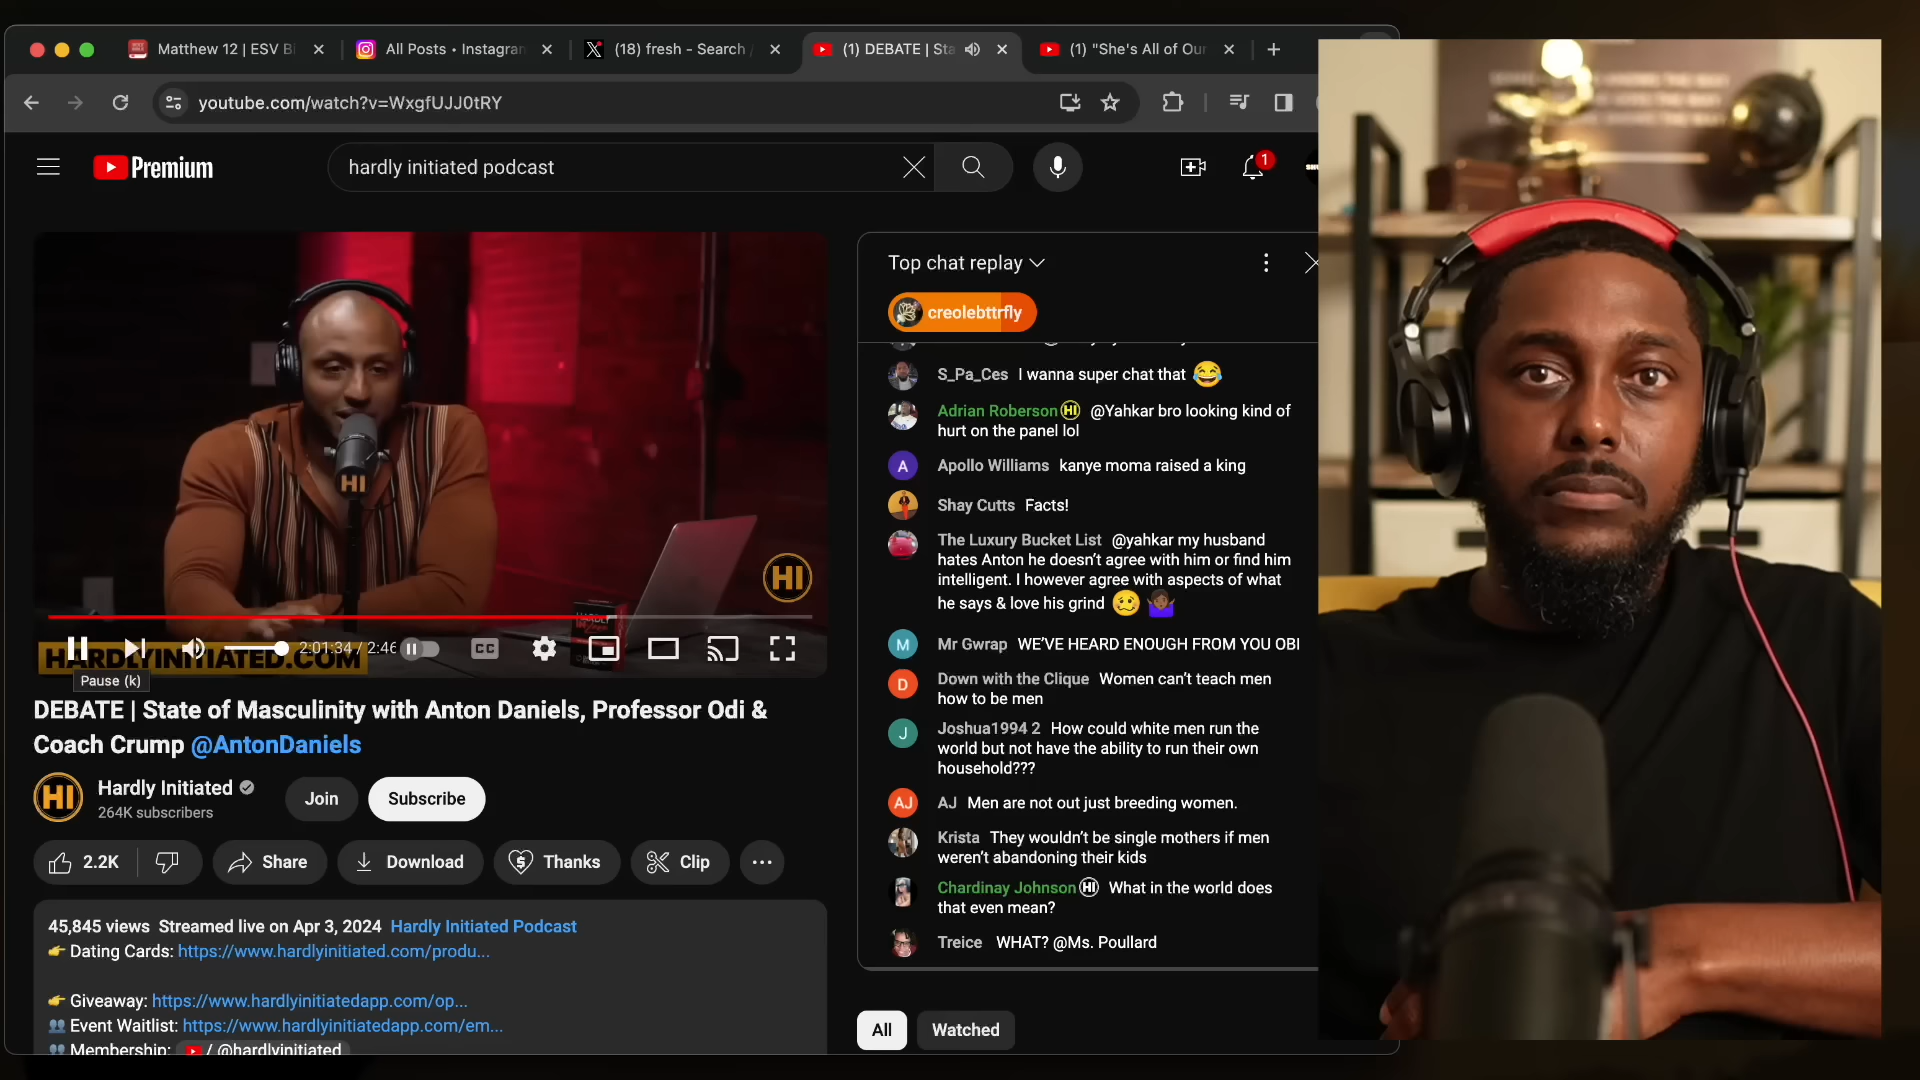 Matthew 12 | ESV Bi
All Posts • Instagran
(18) fresh - Search /
(1) DEBATE | Sta
(1) "She's All of Our
youtube.com/watch?v=WxgfUJJ0tRY
Premium
hardly initiated podcast
1
HI
HI
HARDLYINITIATED.COM
2:01:34 / 2:46
CC
Pause (k)
DEBATE | State of Masculinity with Anton Daniels, Professor Odi &
Coach Crump @AntonDaniels
HI
Hardly Initiated
264K subscribers
Join
Subscribe
2.2K
Share
Download
Thanks
Clip
45,845 views Streamed live on Apr 3, 2024 Hardly Initiated Podcast
👉 Dating Cards: https://www.hardlyinitiated.com/produ...
👉 Giveaway: https://www.hardlyinitiatedapp.com/op...
👥 Event Waitlist: https://www.hardlyinitiatedapp.com/em...
👥 Membership: / @hardlyinitiated
Top chat replay
creolebttrfly
S_Pa_Ces I wanna super chat that 😂
Adrian Roberson HI @Yahkar bro looking kind of
hurt on the panel lol
A
Apollo Williams kanye moma raised a king
Shay Cutts Facts!
The Luxury Bucket List @yahkar my husband
hates Anton he doesn't agree with him or find him
intelligent. I however agree with aspects of what
he says & love his grind 🥴 🤷🏾‍♀️
M
Mr Gwrap WE'VE HEARD ENOUGH FROM YOU OBI
D
Down with the Clique Women can't teach men
how to be men
J
Joshua1994 2 How could white men run the
world but not have the ability to run their own
household???
AJ
AJ Men are not out just breeding women.
Krista They wouldn't be single mothers if men
weren't abandoning their kids
Chardinay Johnson HI What in the world does
that even mean?
Treice WHAT? @Ms. Poullard
All
Watched